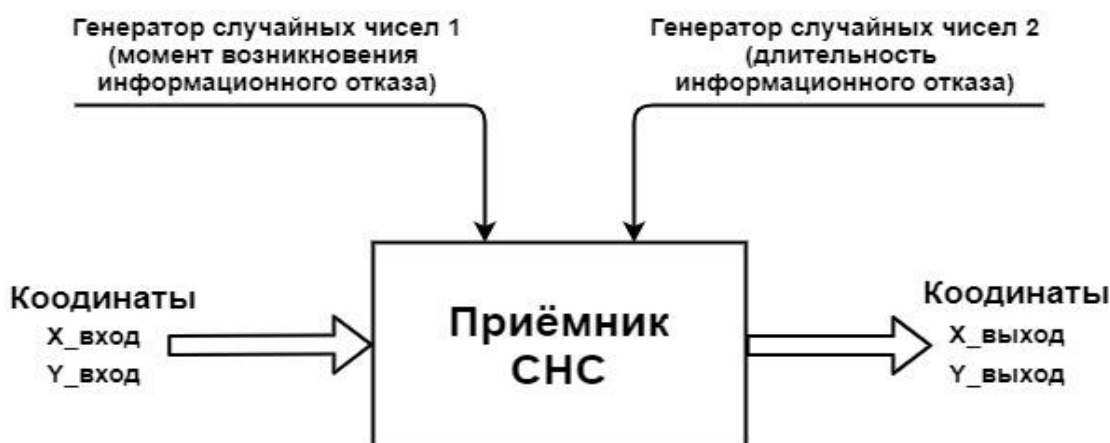 Генератор случайных чисел 1
(момент возникновения
информационного отказа)
Генератор случайных чисел 2
(длительность
информационного отказа)
Коодинаты
X_вход
Y_вход
Приёмник
СНС
Коодинаты
X_выход
Y_выход